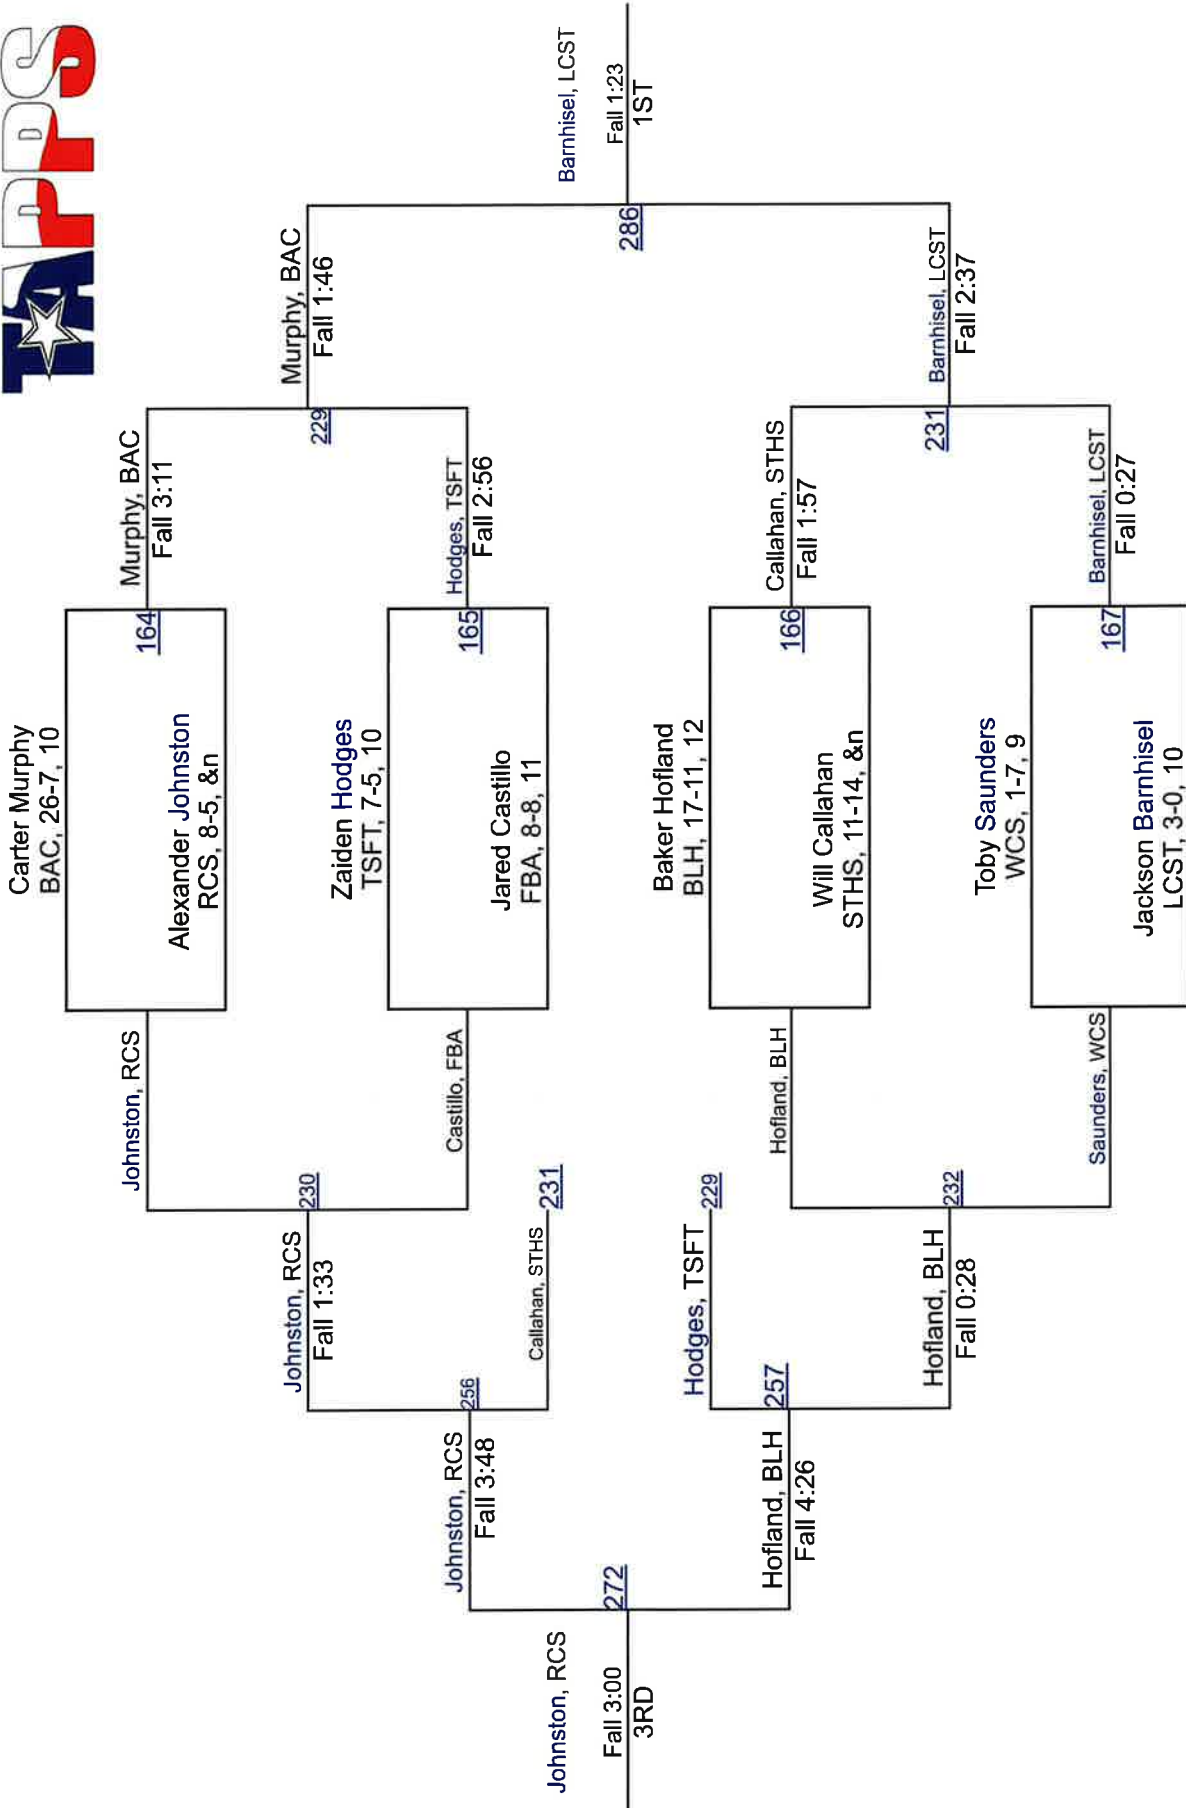 TAPPS
Carter Murphy
BAC, 26-7, 10
164
Alexander Johnston
RCS, 8-5, &n
Zaiden Hodges
TSFT, 7-5, 10
165
Jared Castillo
FBA, 8-8, 11
Baker Hofland
BLH, 17-11, 12
166
Will Callahan
STHS, 11-14, &n
Toby Saunders
WCS, 1-7, 9
167
Jackson Barnhisel
LCST, 3-0, 10
Murphy, BAC
Fall 3:11
Hodges, TSFT
Fall 2:56
Callahan, STHS
Fall 1:57
Barnhisel, LCST
Fall 0:27
229
231
Murphy, BAC
Fall 1:46
Barnhisel, LCST
Fall 2:37
286
Barnhisel, LCST
Fall 1:23
1ST
Johnston, RCS
Castillo, FBA
Hofland, BLH
Saunders, WCS
230
231
229
232
Johnston, RCS
Fall 1:33
Callahan, STHS
Hodges, TSFT
Hofland, BLH
Fall 0:28
256
257
Johnston, RCS
Fall 3:48
Hofland, BLH
Fall 4:26
272
Johnston, RCS
Fall 3:00
3RD